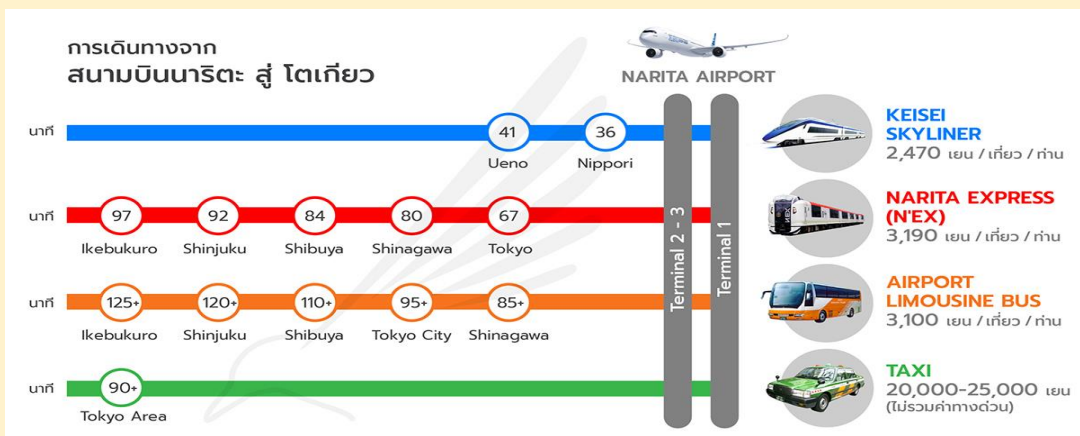 การเดินทางจาก
สนามบินนาริตะ สู่ โตเกียว
NARITA AIRPORT
Terminal 2 - 3
Terminal 1
นาที
41
36
Ueno
Nippori
KEISEI
SKYLINER
2,470 เยน / เที่ยว / ท่าน
นาที
97
92
84
80
67
Ikebukuro
Shinjuku
Shibuya
Shinagawa
Tokyo
NARITA EXPRESS
(N'EX)
3,190 เยน / เที่ยว / ท่าน
นาที
125+
120+
110+
95+
85+
Ikebukuro
Shinjuku
Shibuya
Tokyo City
Shinagawa
AIRPORT
LIMOUSINE BUS
3,100 เยน / เที่ยว / ท่าน
นาที
90+
Tokyo Area
TAXI
20,000-25,000 เยน
(ไม่รวมค่าทางด่วน)